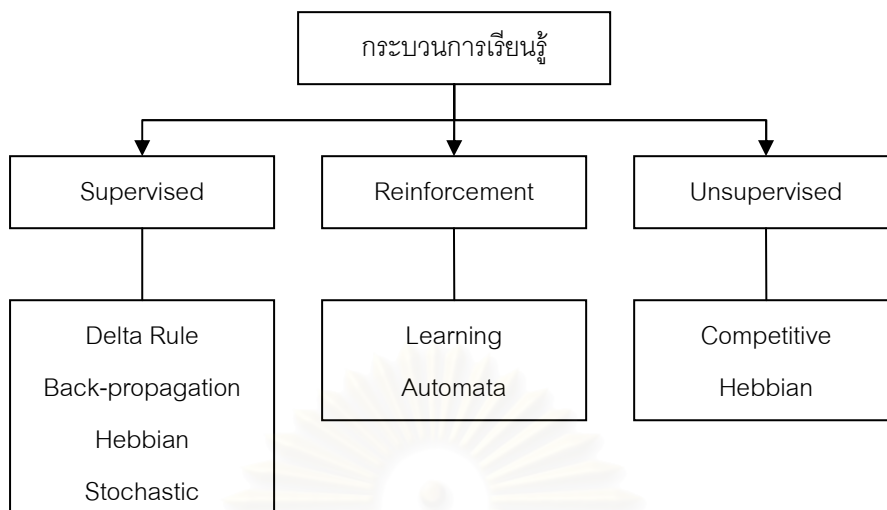 กระบวนการเรียนรู้
Supervised
Reinforcement
Unsupervised
Delta Rule
Back-propagation
Hebbian
Stochastic
Learning
Automata
Competitive
Hebbian